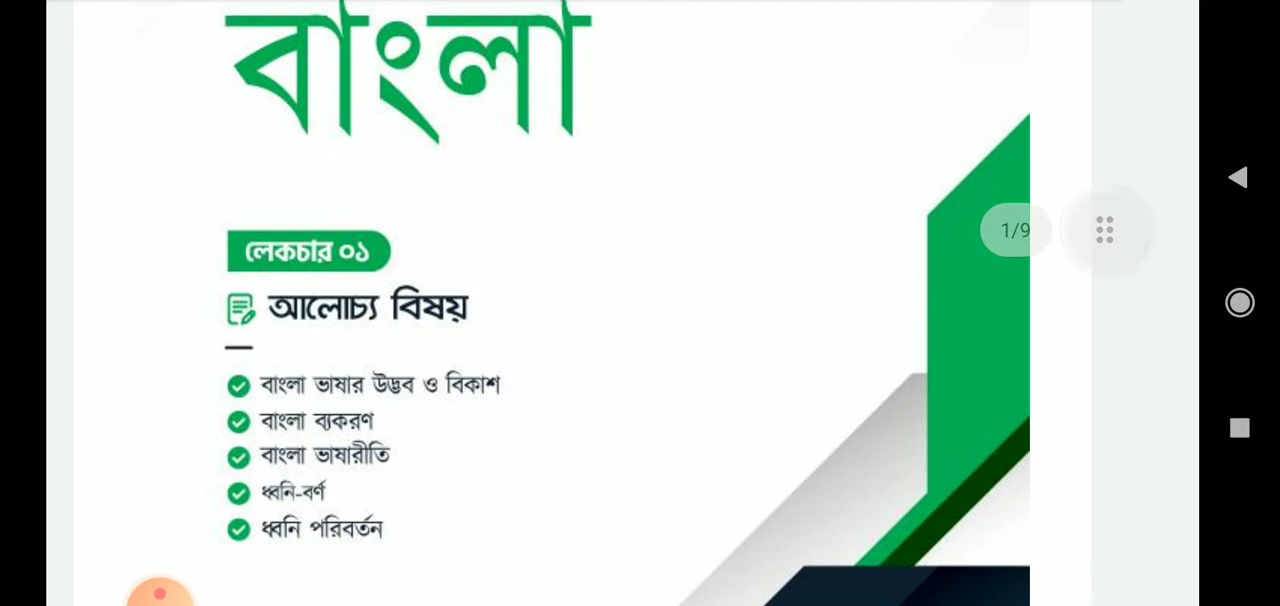 বাংলা
লেকচার ০১
1/9
আলোচ্য বিষয়
বাংলা ভাষার উদ্ভব ও বিকাশ
বাংলা ব্যকরণ
বাংলা ভাষারীতি
ধ্বনি-বর্ণ
ধ্বনি পরিবর্তন